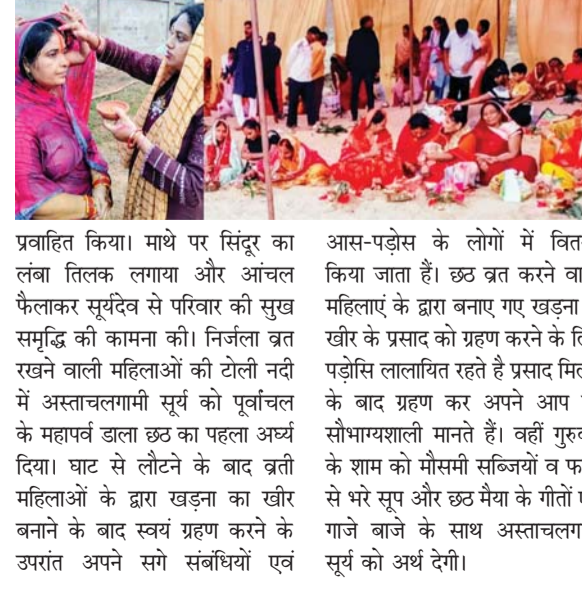 प्रवाहित किया। माथे पर सिंदूर का
लंबा तिलक लगाया और आंचल
फैलाकर सूर्यदेव से परिवार की सुख
समृद्धि की कामना की। निर्जला व्रत
रखने वाली महिलाओं की टोली नदी
में अस्ताचलगामी सूर्य को पूर्वांचल
के महापर्व डाला छठ का पहला अर्घ्य
दिया। घाट से लौटने के बाद व्रती
महिलाओं के द्वारा खड़ना का खीर
बनाने के बाद स्वयं ग्रहण करने के
उपरांत अपने सगे संबंधियों एवं
आस-पड़ोस के लोगों में
किया जाता हैं। छठ व्रत करने
महिलाएं के द्वारा बनाए गए खड़ना
खीर के प्रसाद को ग्रहण करने के
पड़ोसि लालायित रहते है प्रसाद
के बाद ग्रहण कर अपने आप
सौभाग्यशाली मानते हैं। वहीं
के शाम को मौसमी सब्जियों व
से भरे सूप और छठ मैया के गीतों
गाजे बाजे के साथ
सूर्य को अर्थ देगी।